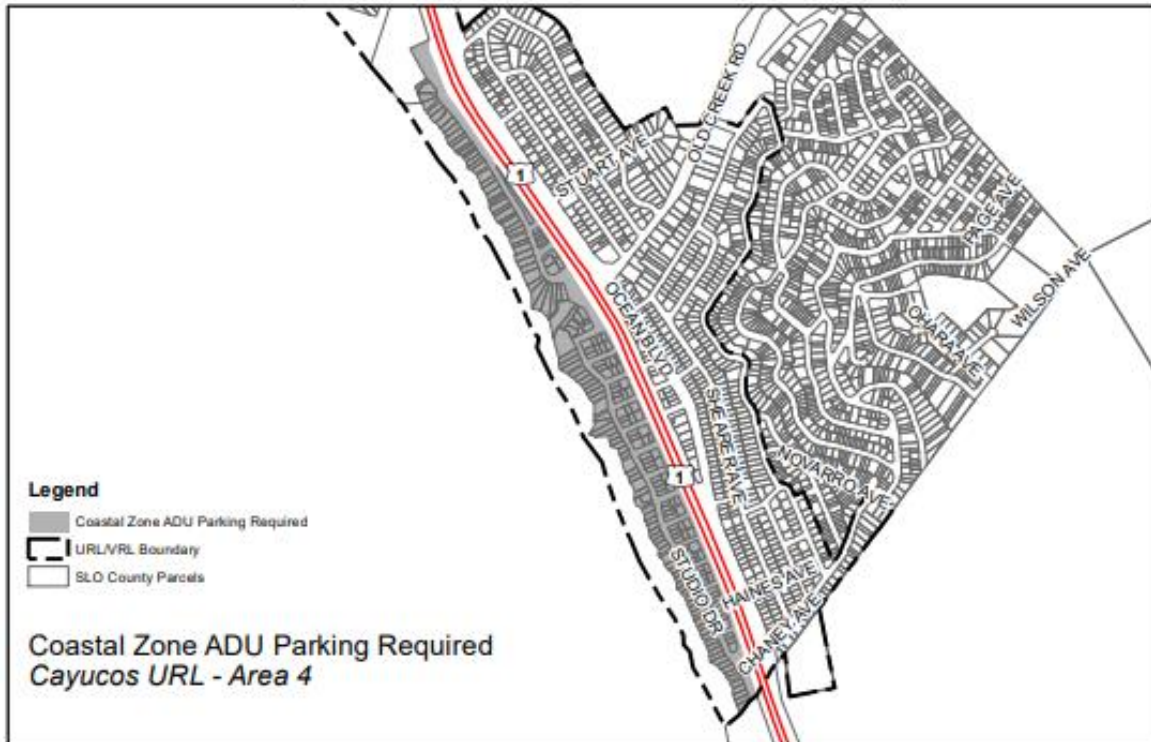 OLD CREEK RD
STUART AVE
1
PAGE AVE
WILSON AVE
OCEAN BLVD
OHARA AVE
SHEARER AVE
1
NOVARRO AVE
STUDIO DR
HAINES AVE
CHANEY AVE
Legend
Coastal Zone ADU Parking Required
URL/VRL Boundary
SLO County Parcels
Coastal Zone ADU Parking Required
Cayucos URL - Area 4